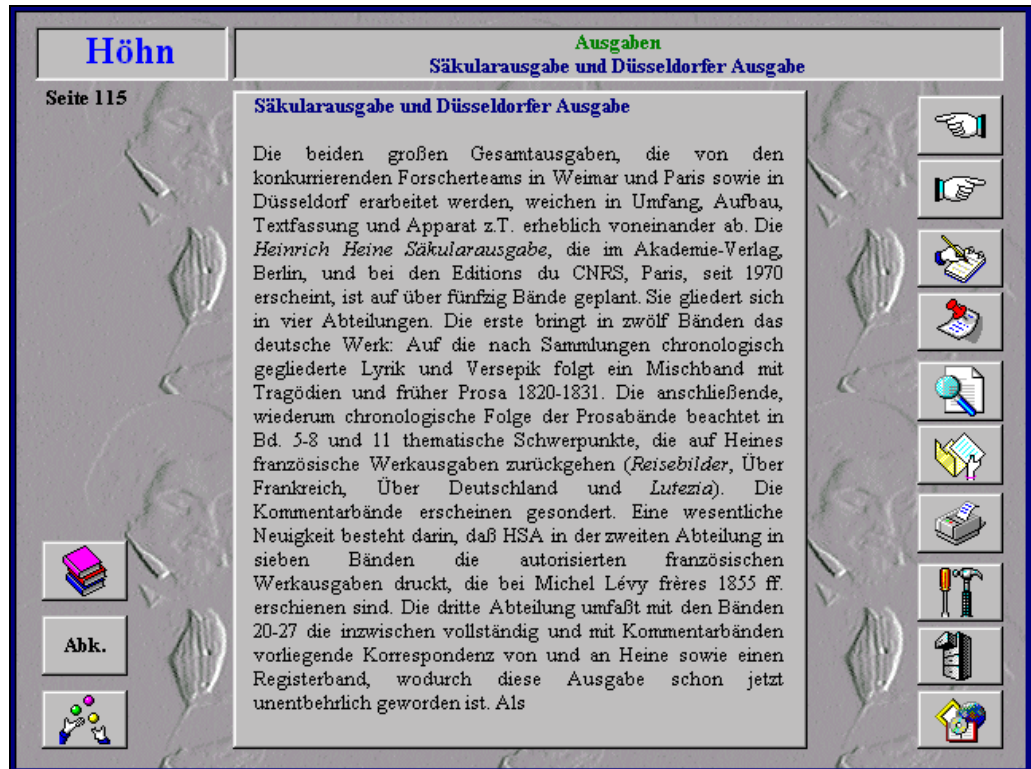 Höhn
Ausgaben
Säkularausgabe und Düsseldorfer Ausgabe
Seite 115
Säkularausgabe und Düsseldorfer Ausgabe
Die beiden großen Gesamtausgaben, die von den
konkurrierenden Forscherteams in Weimar und Paris sowie in
Düsseldorf erarbeitet werden, weichen in Umfang, Aufbau,
Textfassung und Apparat z.T. erheblich voneinander ab. Die
Heinrich Heine Säkularausgabe, die im Akademie-Verlag,
Berlin, und bei den Editions du CNRS, Paris, seit 1970
erscheint, ist auf über fünfzig Bände geplant. Sie gliedert sich
in vier Abteilungen. Die erste bringt in zwölf Bänden das
deutsche Werk: Auf die nach Sammlungen chronologisch
gegliederte Lyrik und Versepik folgt ein Mischband mit
Tragödien und früher Prosa 1820-1831. Die anschließende,
wiederum chronologische Folge der Prosabände beachtet in
Bd. 5-8 und 11 thematische Schwerpunkte, die auf Heines
französische Werkausgaben zurückgehen (Reisebilder, Über
Frankreich, Über Deutschland und Lutezia). Die
Kommentarbände erscheinen gesondert. Eine wesentliche
Neuigkeit besteht darin, daß HSA in der zweiten Abteilung in
sieben Bänden die autorisierten französischen
Werkausgaben druckt, die bei Michel Lévy frères 1855 ff.
erschienen sind. Die dritte Abteilung umfaßt mit den Bänden
20-27 die inzwischen vollständig und mit Kommentarbänden
vorliegende Korrespondenz von und an Heine sowie einen
Registerband, wodurch diese Ausgabe schon jetzt
unentbehrlich geworden ist. Als
Abk.